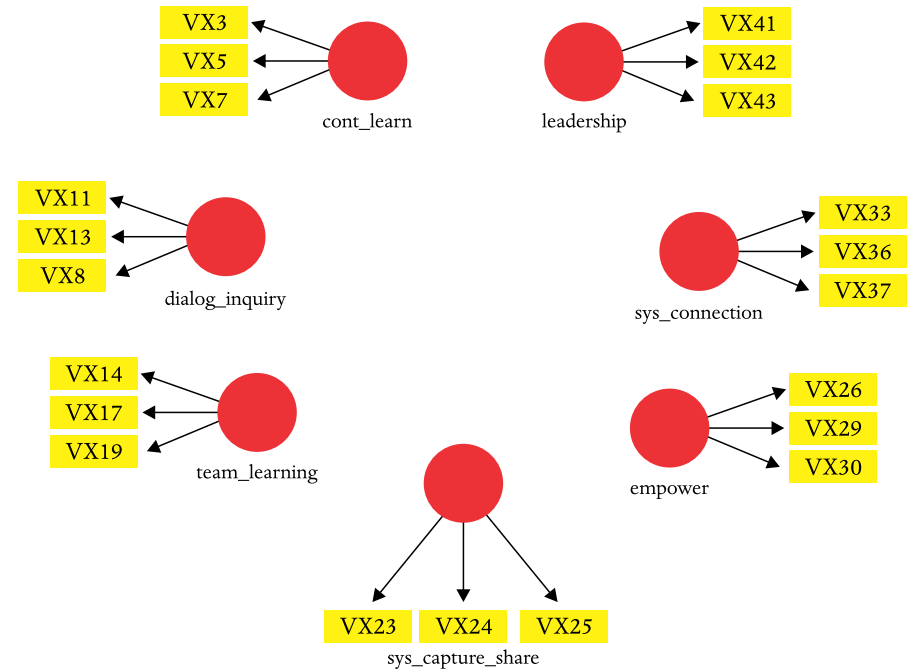 VX3
VX5
VX7
cont_learn
VX41
VX42
VX43
leadership
VX11
VX13
VX8
dialog_inquiry
VX33
VX36
VX37
sys_connection
VX14
VX17
VX19
team_learning
VX26
VX29
VX30
empower
VX23 VX24 VX25
sys_capture_share